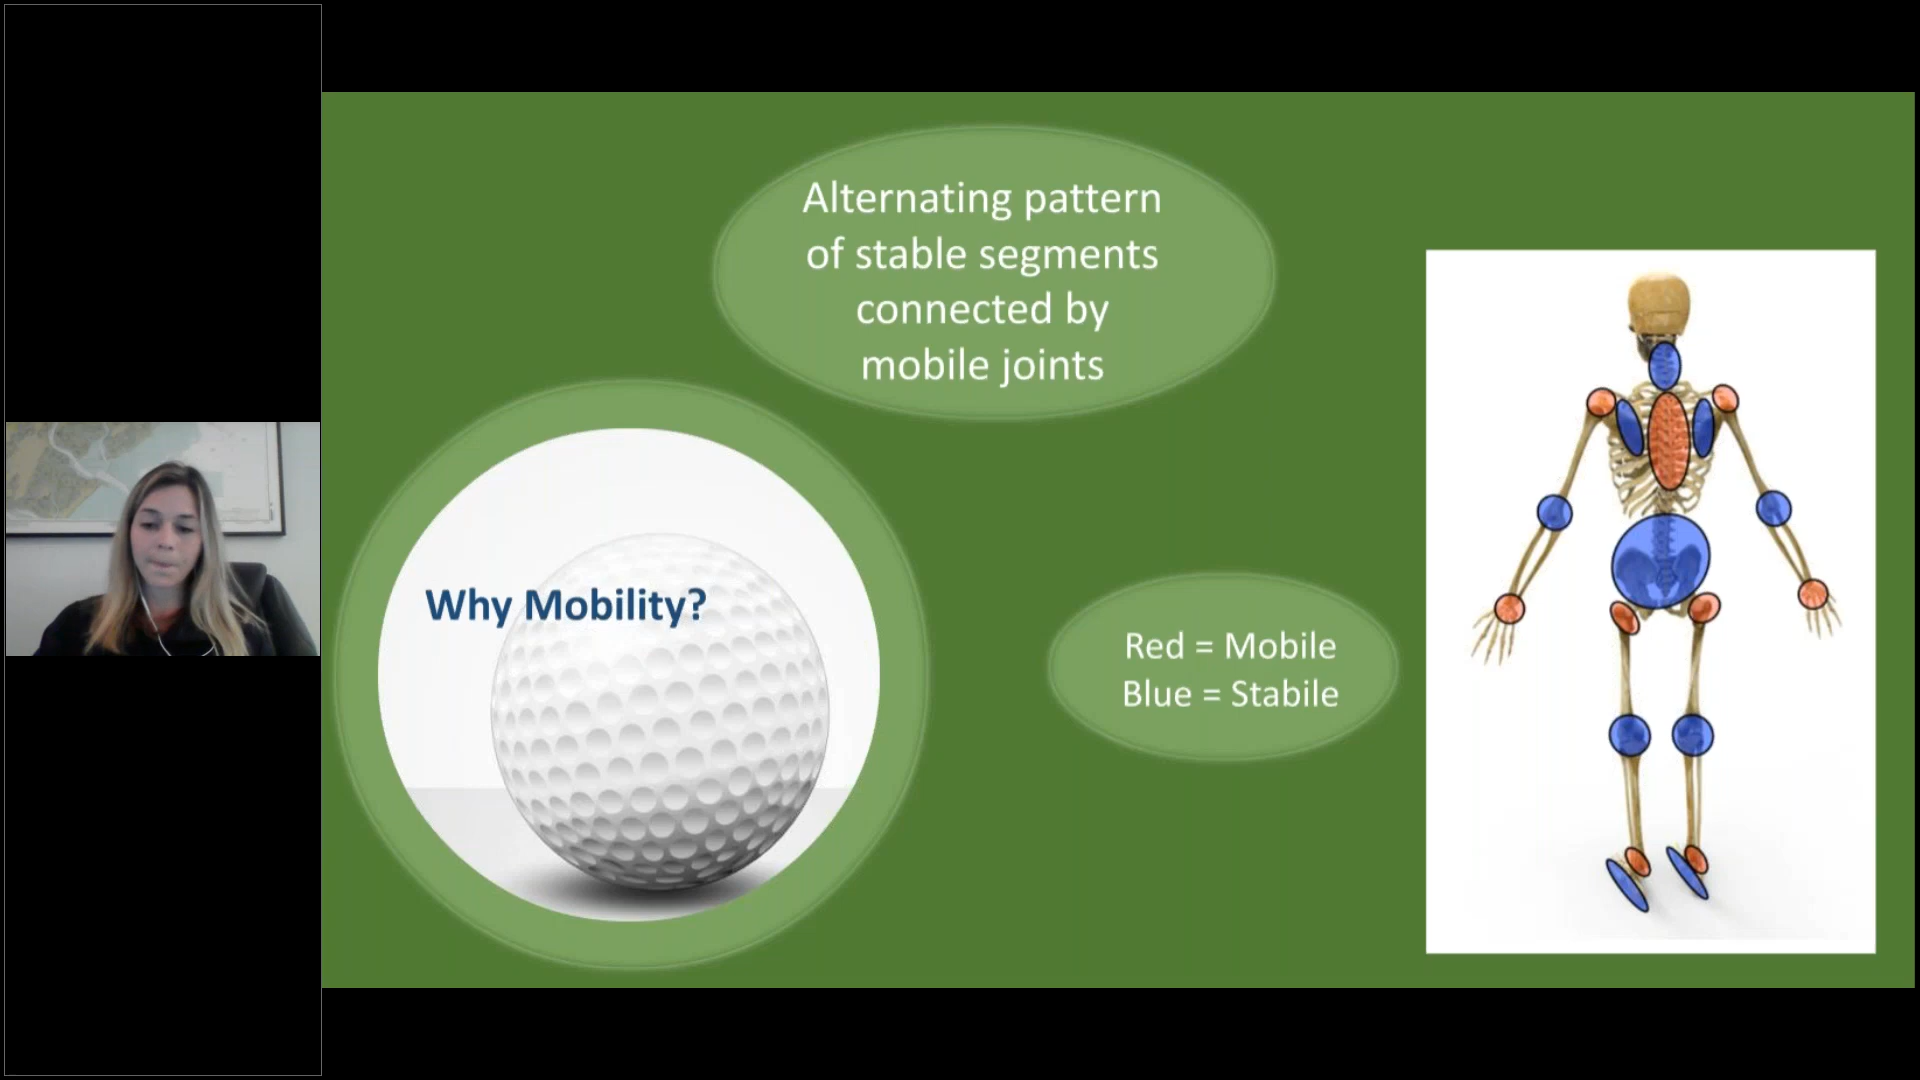 Alternating pattern
of stable segments
connected by
mobile joints
Why Mobility?
Red = Mobile
Blue = Stabile